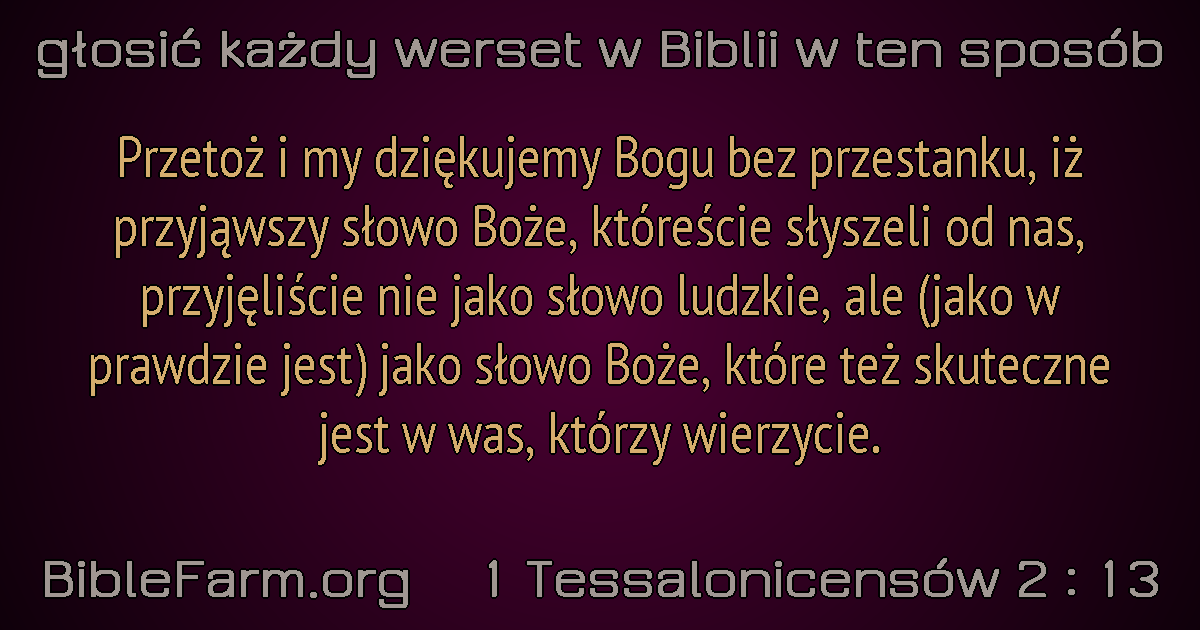 głosić każdy werset w Biblii w ten sposób
Przetoż i my dziękujemy Bogu bez przestanku, iż
przyjąwszy słowo Boże, któreście słyszeli od nas,
przyjęliście nie jako słowo ludzkie, ale (jako w
prawdzie jest) jako słowo Boże, które też skuteczne
jest w was, którzy wierzycie.
BibleFarm.org 1 Tessalonicensów 2 : 13